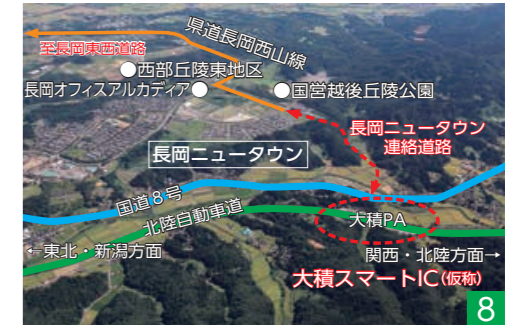 県道長岡西山線
至長岡東西道路
西部丘陵東地区
長岡オフィスアルカディア
国営越後丘陵公園
長岡ニュータウン
連絡道路
長岡ニュータウン
国道8号
北陸自動車道
大積PA
←東北・新潟方面
関西・北陸方面→
大積スマートIC(仮称)
8